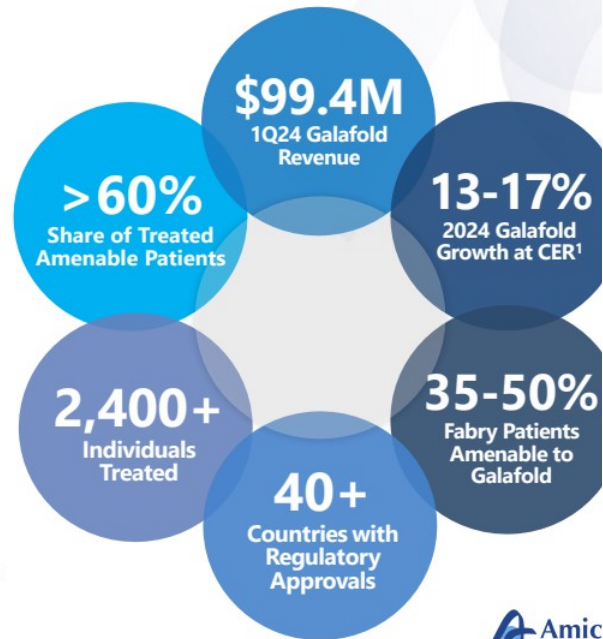 $99.4M
1Q24 Galafold
Revenue
>60%
Share of Treated
Amenable Patients
13-17%
2024 Galafold
Growth at CER¹
2,400+
Individuals
Treated
35-50%
Fabry Patients
Amenable to
Galafold
40+
Countries with
Regulatory
Approvals
Amic